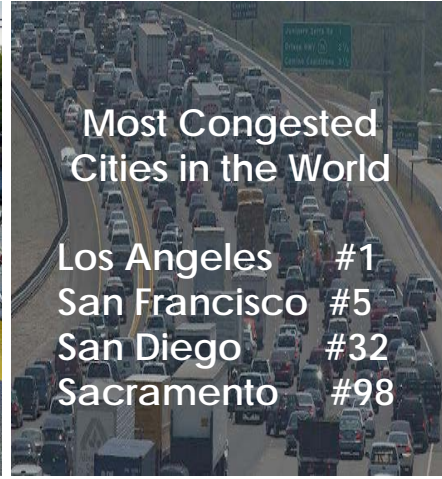 Most Congested
Cities in the World
Los Angeles #1
San Francisco #5
San Diego #32
Sacramento #98